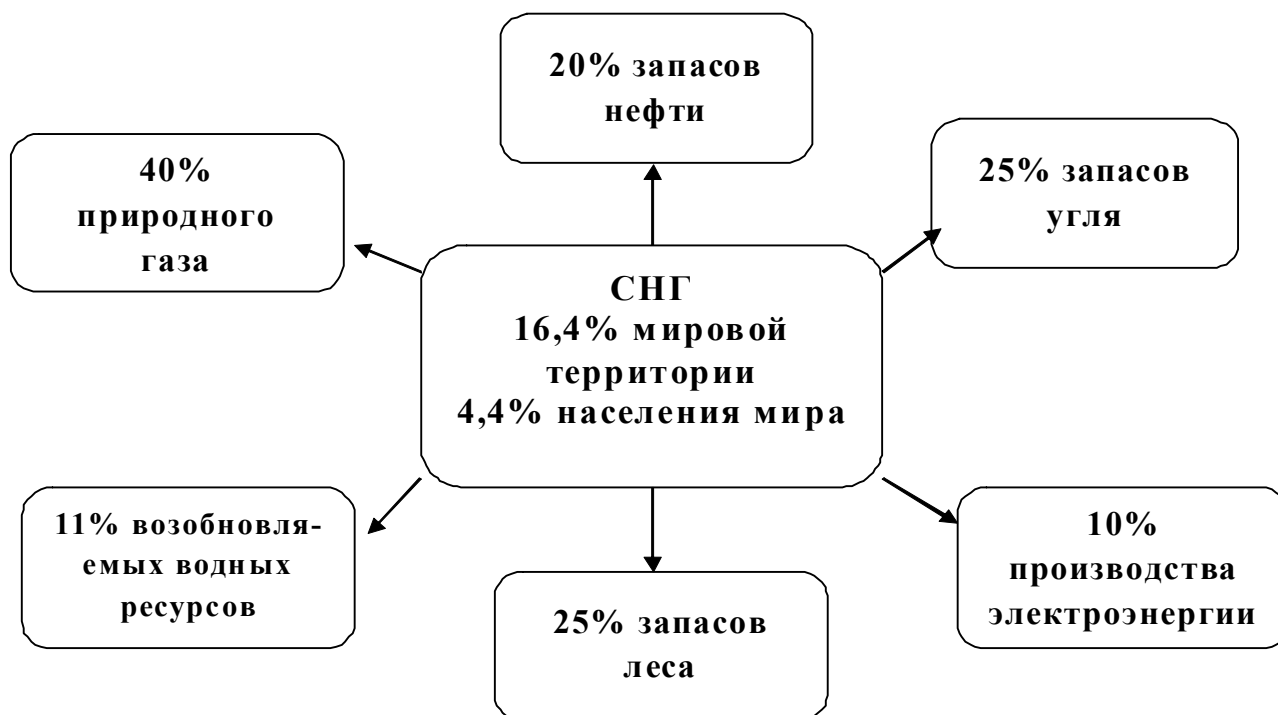 20% запасов
нефти
40%
природного
газа
25% запасов
угля
СНГ
16,4% мировой
территории
4,4% населения мира
11% возобновля-
емых водных
ресурсов
25% запасов
леса
10%
производства
электроэнергии